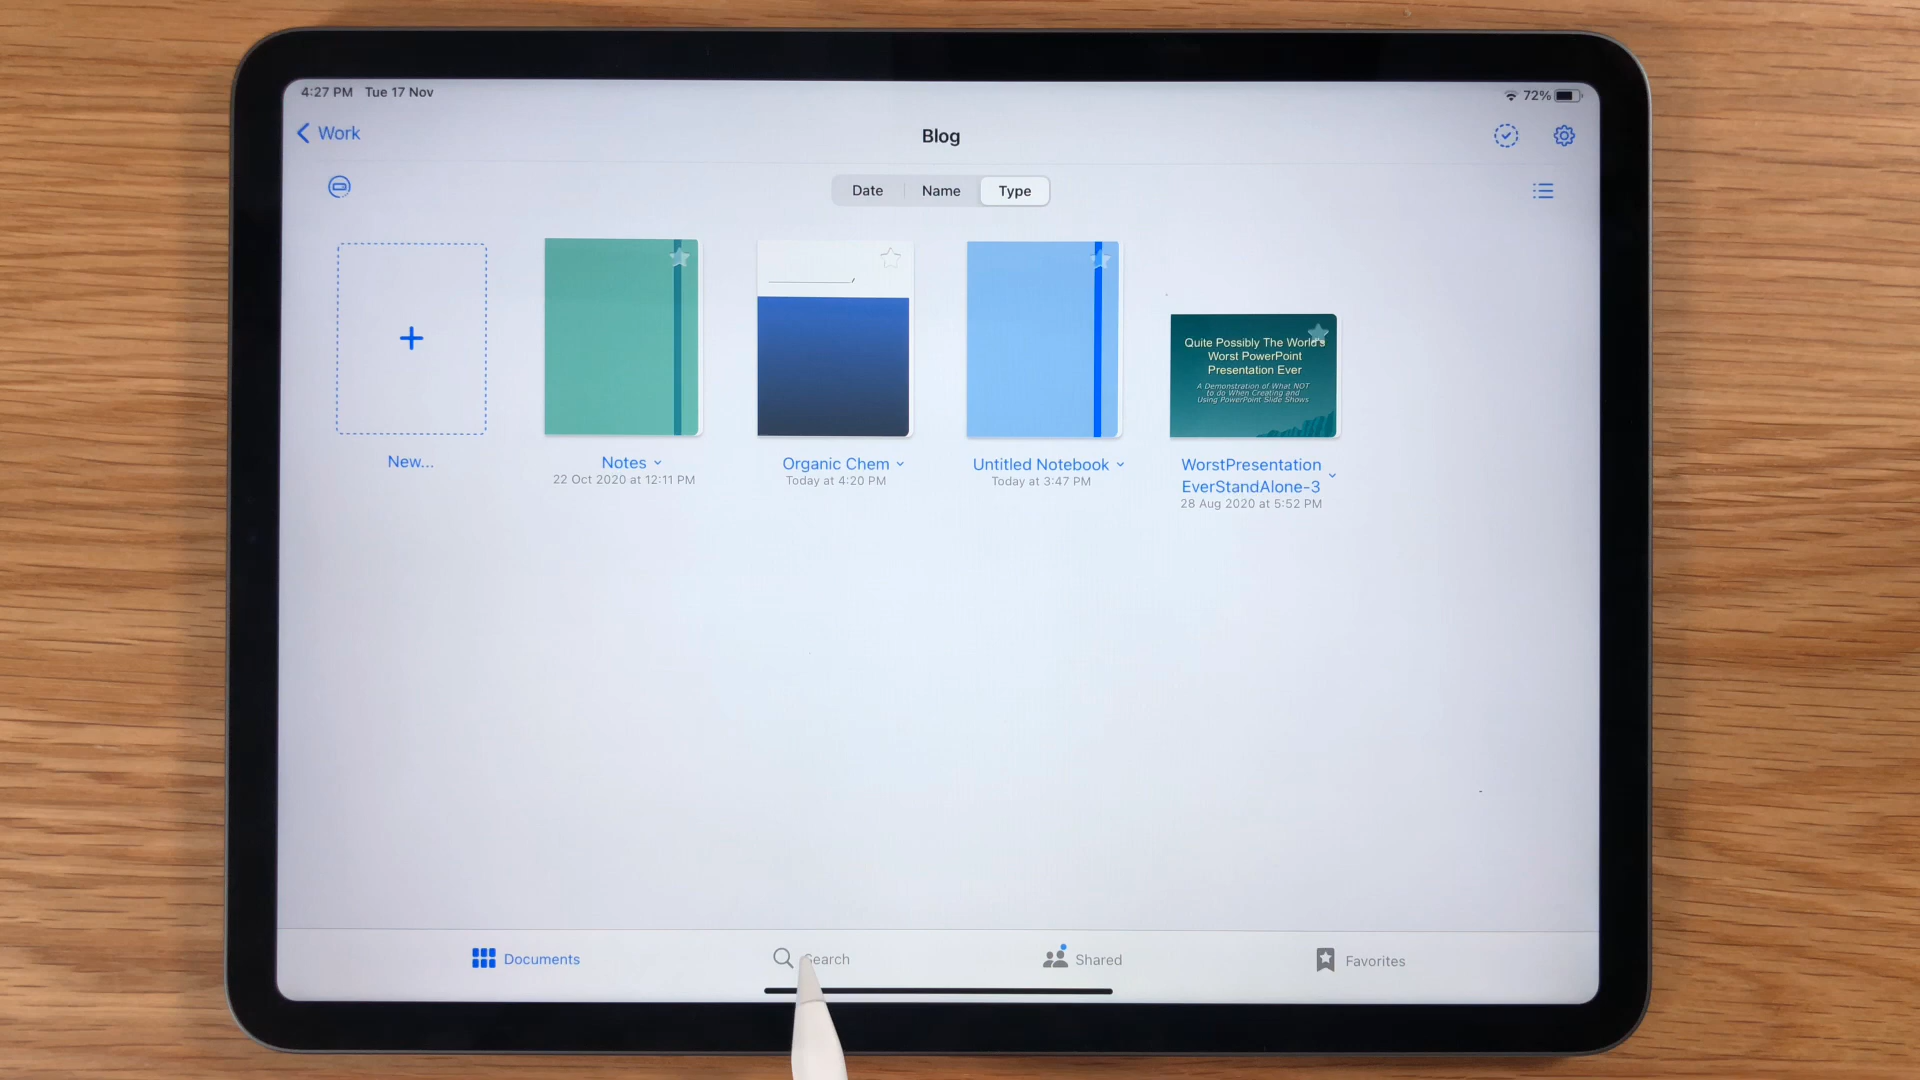 4:27 PM Tue 17 Nov
72%
Work
Blog
Date Name Type
Quite Possibly The World's
Worst PowerPoint
Presentation Ever
A Demonstration of What NOT
to do When Creating and
Using PowerPoint Slide Shows
New...
Notes
22 Oct 2020 at 12:11 PM
Organic Chem
Today at 4:20 PM
Untitled Notebook
Today at 3:47 PM
WorstPresentation
EverStandAlone-3
28 Aug 2020 at 5:52 PM
Documents
Search
Shared
Favorites